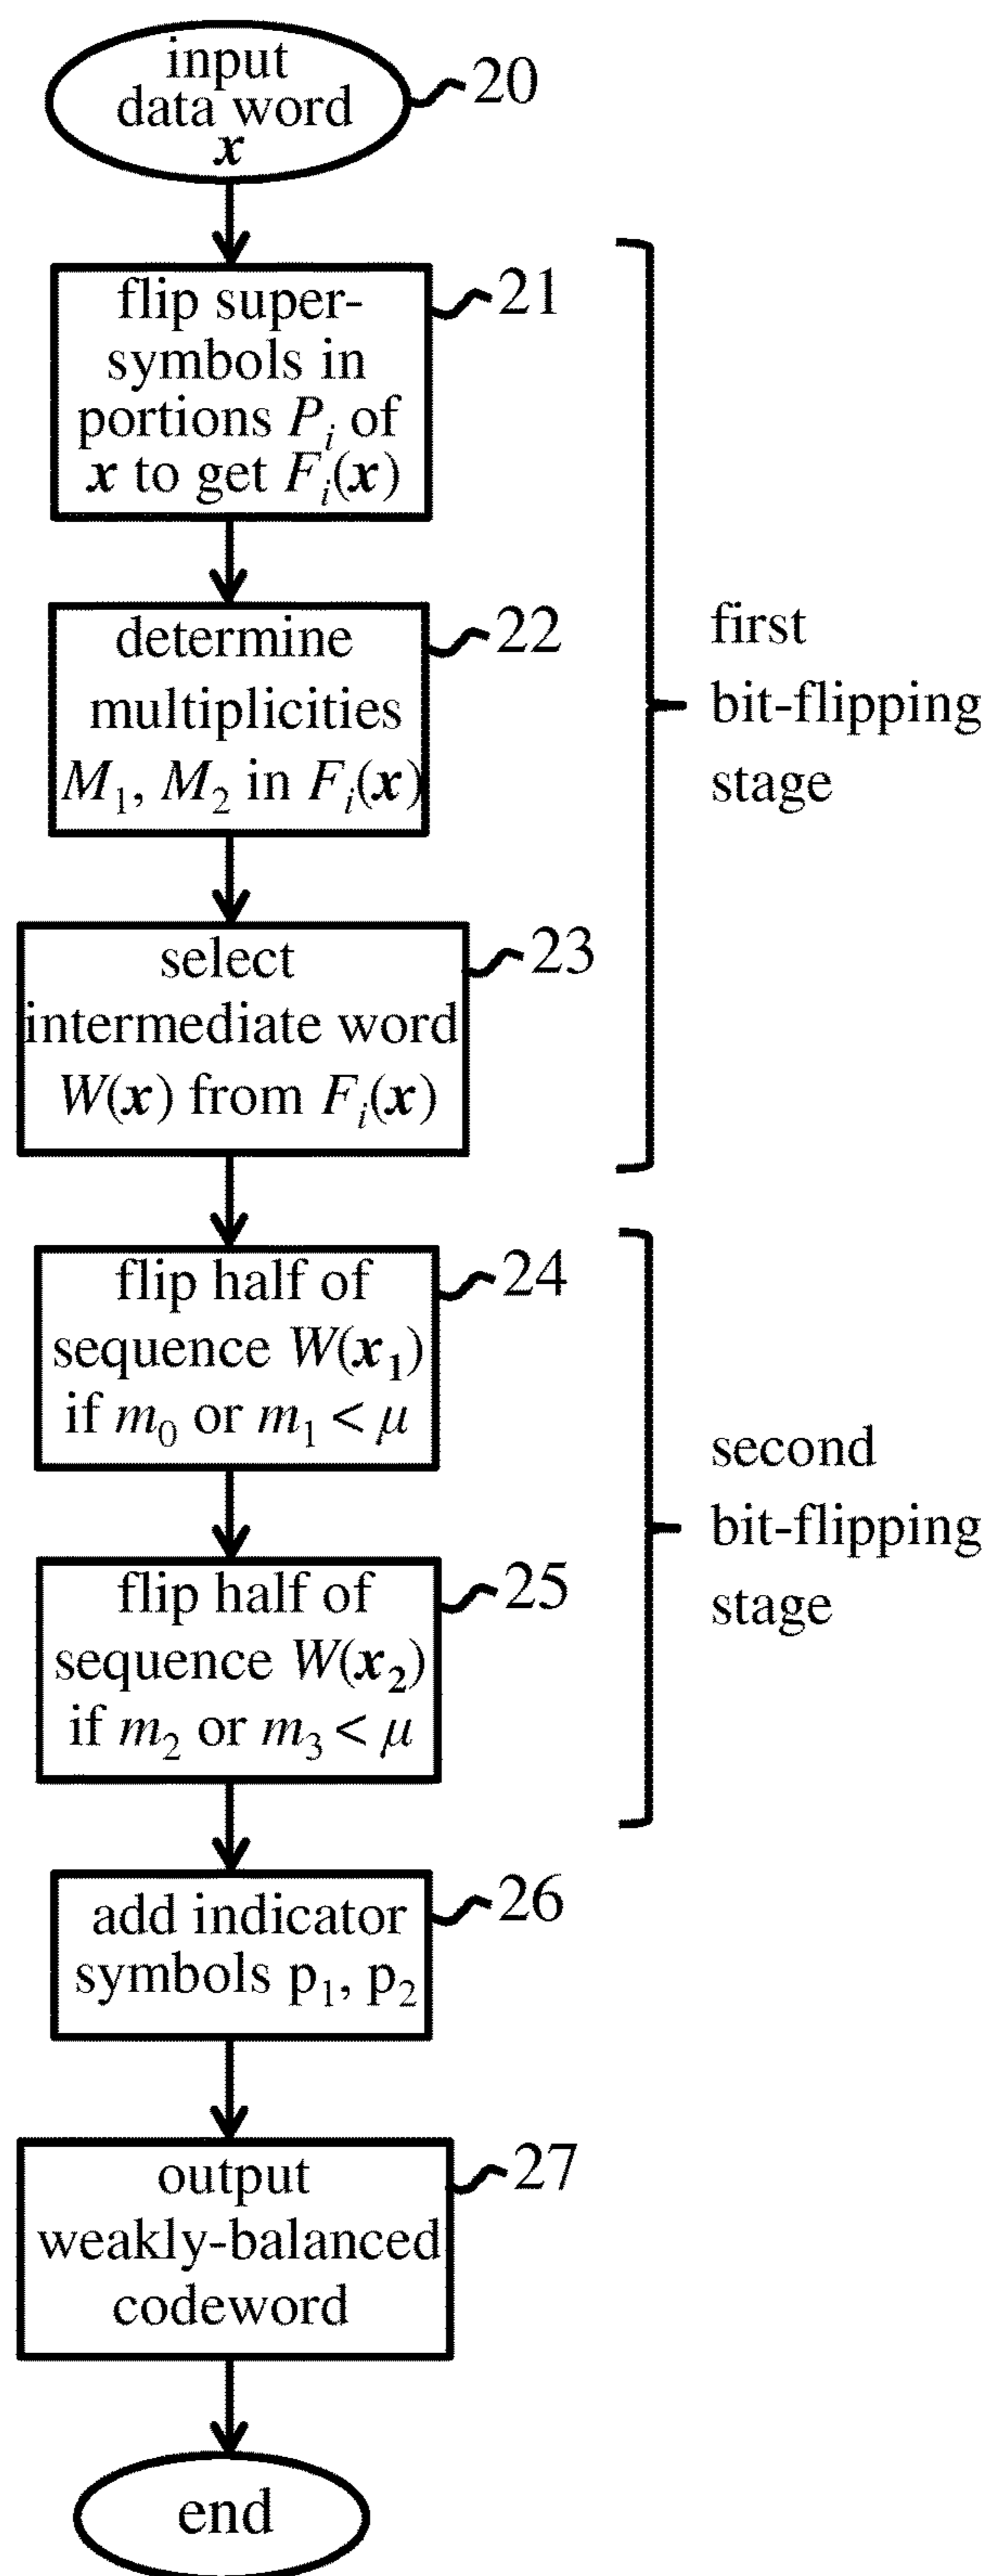 input
data word
x
20
flip super-
symbols in
portions Pᵢ of
x to get Fᵢ(x)
21
determine
multiplicities
M₁, M₂ in Fᵢ(x)
22
select
intermediate word
W(x) from Fᵢ(x)
23
first
bit-flipping
stage
flip half of
sequence W(x₁)
if m₀ or m₁ < μ
24
flip half of
sequence W(x₂)
if m₂ or m₃ < μ
25
second
bit-flipping
stage
add indicator
symbols p₁, p₂
26
output
weakly-balanced
codeword
27
end